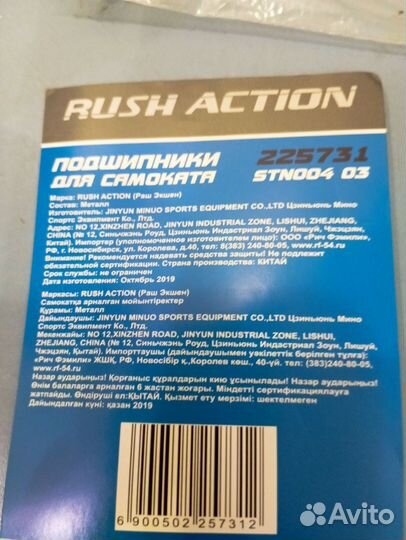 RUSH ACTION
ПОДШИПНИКИ 225731
ДЛЯ САМОКАТА STN004 03
Марка: RUSH ACTION (Раш Экшен)
Состав: Металл
Изготовитель: JINYUN MINUO SPORTS EQUIPMENT CO.,LTD Цзиньюнь Мино
Спортс Эквипмент Ко., Лтд.
Адрес: NO 12,XINZHEN ROAD, JINYUN INDUSTRIAL ZONE, LISHUI, ZHEJIANG,
CHINA (№ 12, Синьчжэнь Роуд, Цзиньюнь Индастриал Зоун, Лишуй, Чжэцзян,
Китай). Импортер (уполномоченное изготовителем лицо): ООО «Рич Фэмили»,
РФ, г. Новосибирск, ул. Королева, д.40, тел: 8(383) 240-80-05, www.rf-54.ru
Внимание! Рекомендуется надевать средства защиты! Не подлежит
обязательной сертификации. Страна производства: КИТАЙ
Срок службы: не ограничен
Дата изготовления: Октябрь 2019
Маркасы: RUSH ACTION (Раш Экшен)
Самокатқа арналған мойынтіректер
Құрамы: Металл
Дайындаушы: JINYUN MINUO SPORTS EQUIPMENT CO.,LTD Цзиньюнь Мино
Спортс Эквипмент Ко., Лтд.
Мекенжайы: NO 12,XINZHEN ROAD, JINYUN INDUSTRIAL ZONE, LISHUI,
ZHEJIANG, CHINA (№ 12, Синьчжэнь Роуд, Цзиньюнь Индастриал Зоун, Лишуй,
Чжэцзян, Қытай). Импорттаушы (дайындаушымен уәкілеттік берілген тұлға):
«Рич Фэмили» ЖШҚ, РФ, Новосібір қ., Королев көш., 40-үй. тел: (383)240-80-05,
www.rf-54.ru
Назар аударыңыз! Қорғаныс құралдарын кию ұсынылады! Назар аударыңыз!
Өнім балаларға арналған 6 жастан жоғары. Міндетті сертификациялауға
жатпайды. Өндіруші ел:ҚЫТАЙ. Қызмет ету мерзімі: шектелмеген
Дайындалған күні: қазан 2019
6 900502 257312
Avito